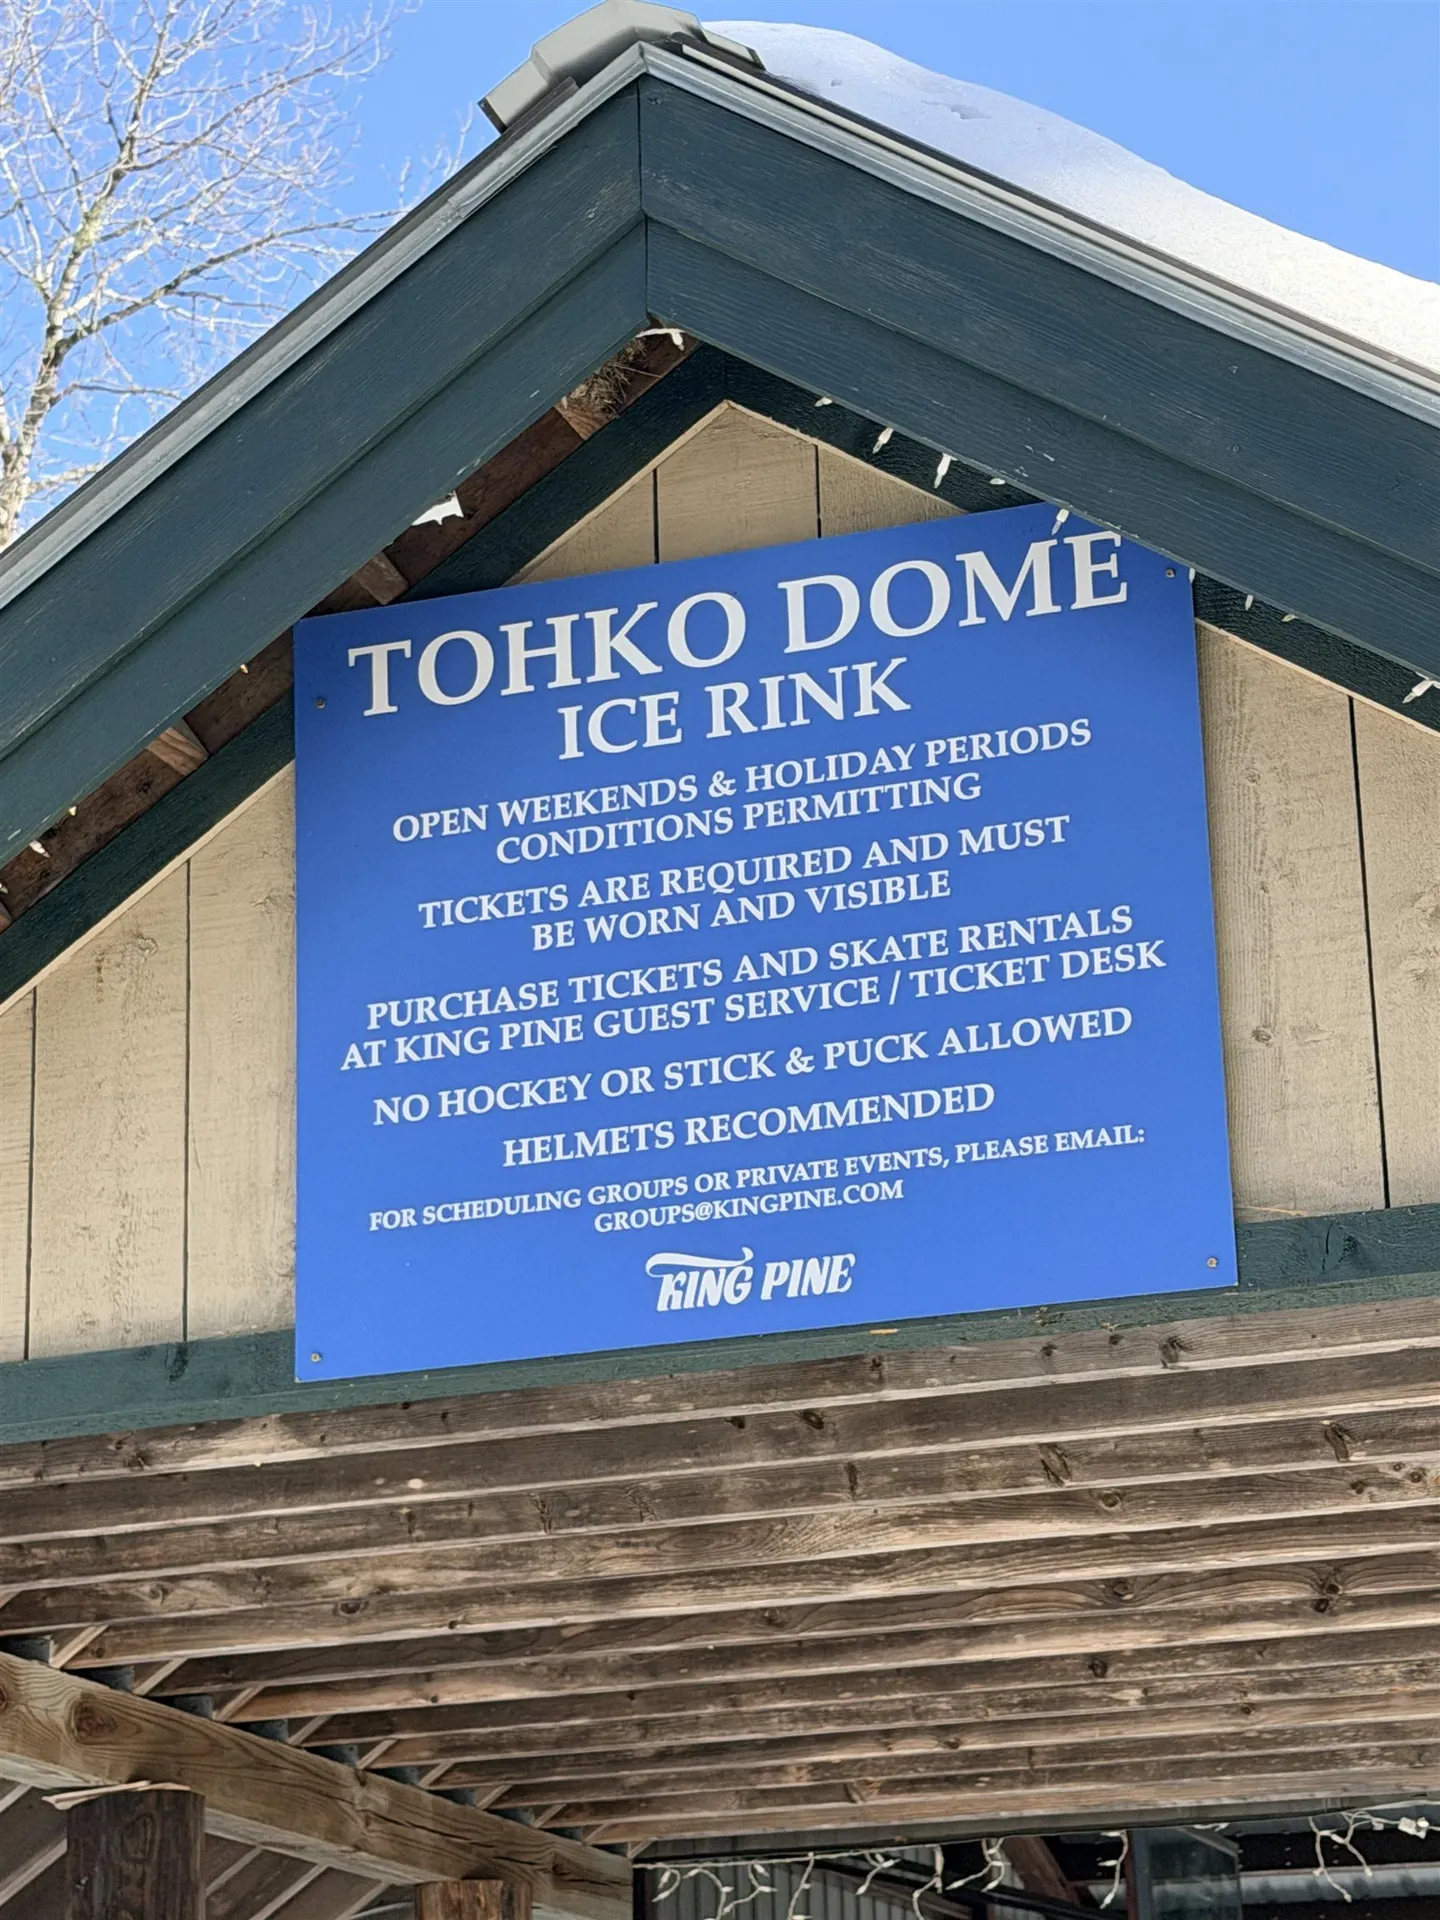 TOHKO DOME
ICE RINK
OPEN WEEKENDS & HOLIDAY PERIODS
CONDITIONS PERMITTING
TICKETS ARE REQUIRED AND MUST
BE WORN AND VISIBLE
PURCHASE TICKETS AND SKATE RENTALS
AT KING PINE GUEST SERVICE / TICKET DESK
NO HOCKEY OR STICK & PUCK ALLOWED
HELMETS RECOMMENDED
FOR SCHEDULING GROUPS OR PRIVATE EVENTS, PLEASE EMAIL:
GROUPS@KINGPINE.COM
KING PINE